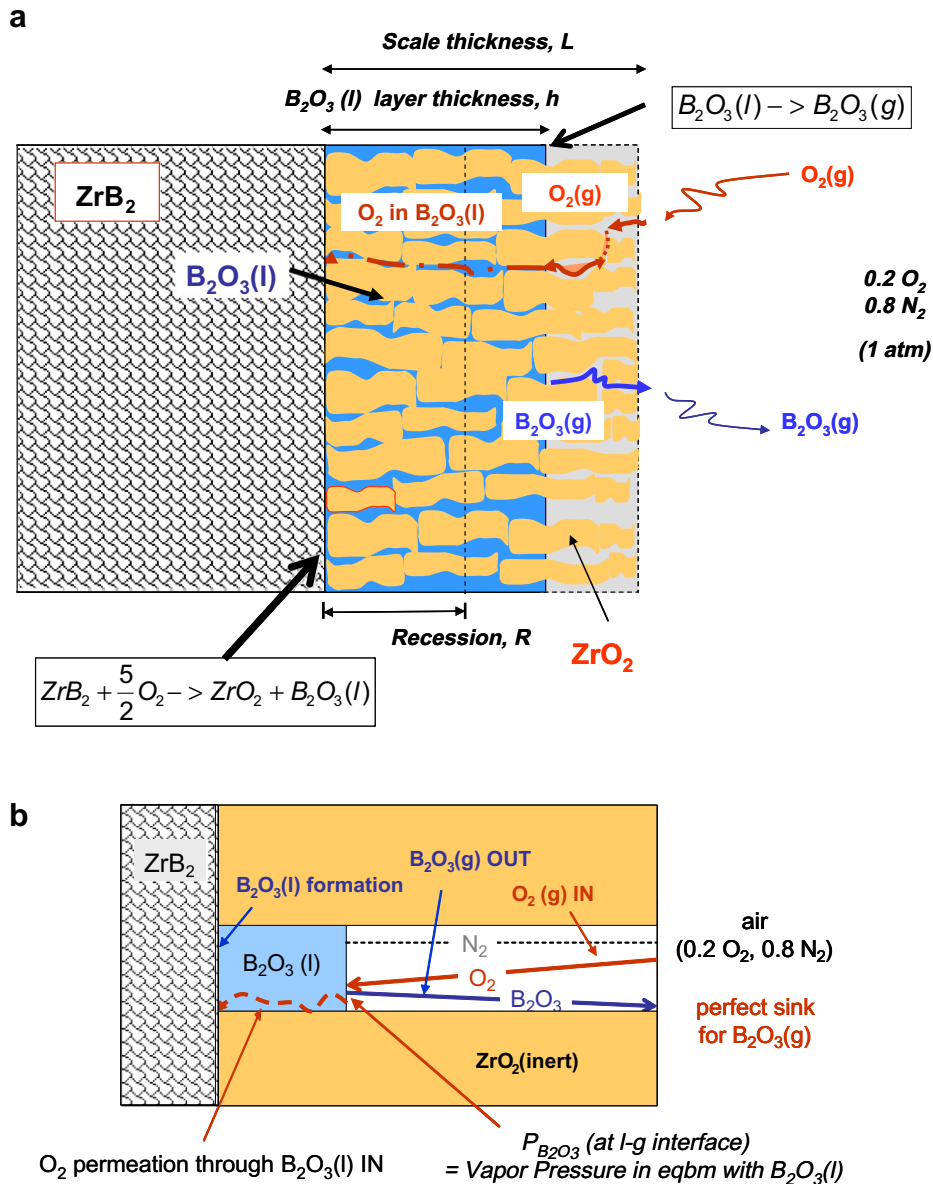 a
Scale thickness, L
B₂O₃ (l) layer thickness, h
B₂O₃(l) − > B₂O₃(g)
ZrB₂
O₂ in B₂O₃(l)
O₂(g)
O₂(g)
B₂O₃(l)
0.2 O₂
0.8 N₂
(1 atm)
B₂O₃(g)
B₂O₃(g)
Recession, R
ZrO₂
ZrB₂ + 5/2 O₂ − > ZrO₂ + B₂O₃(l)
b
ZrB₂
B₂O₃(g) OUT
B₂O₃(l) formation
O₂ (g) IN
air
(0.2 O₂, 0.8 N₂)
N₂
B₂O₃ (l)
O₂
B₂O₃
perfect sink
for B₂O₃(g)
ZrO₂(inert)
O₂ permeation through B₂O₃(l) IN
P_B2O3 (at l-g interface)
= Vapor Pressure in eqbm with B₂O₃(l)